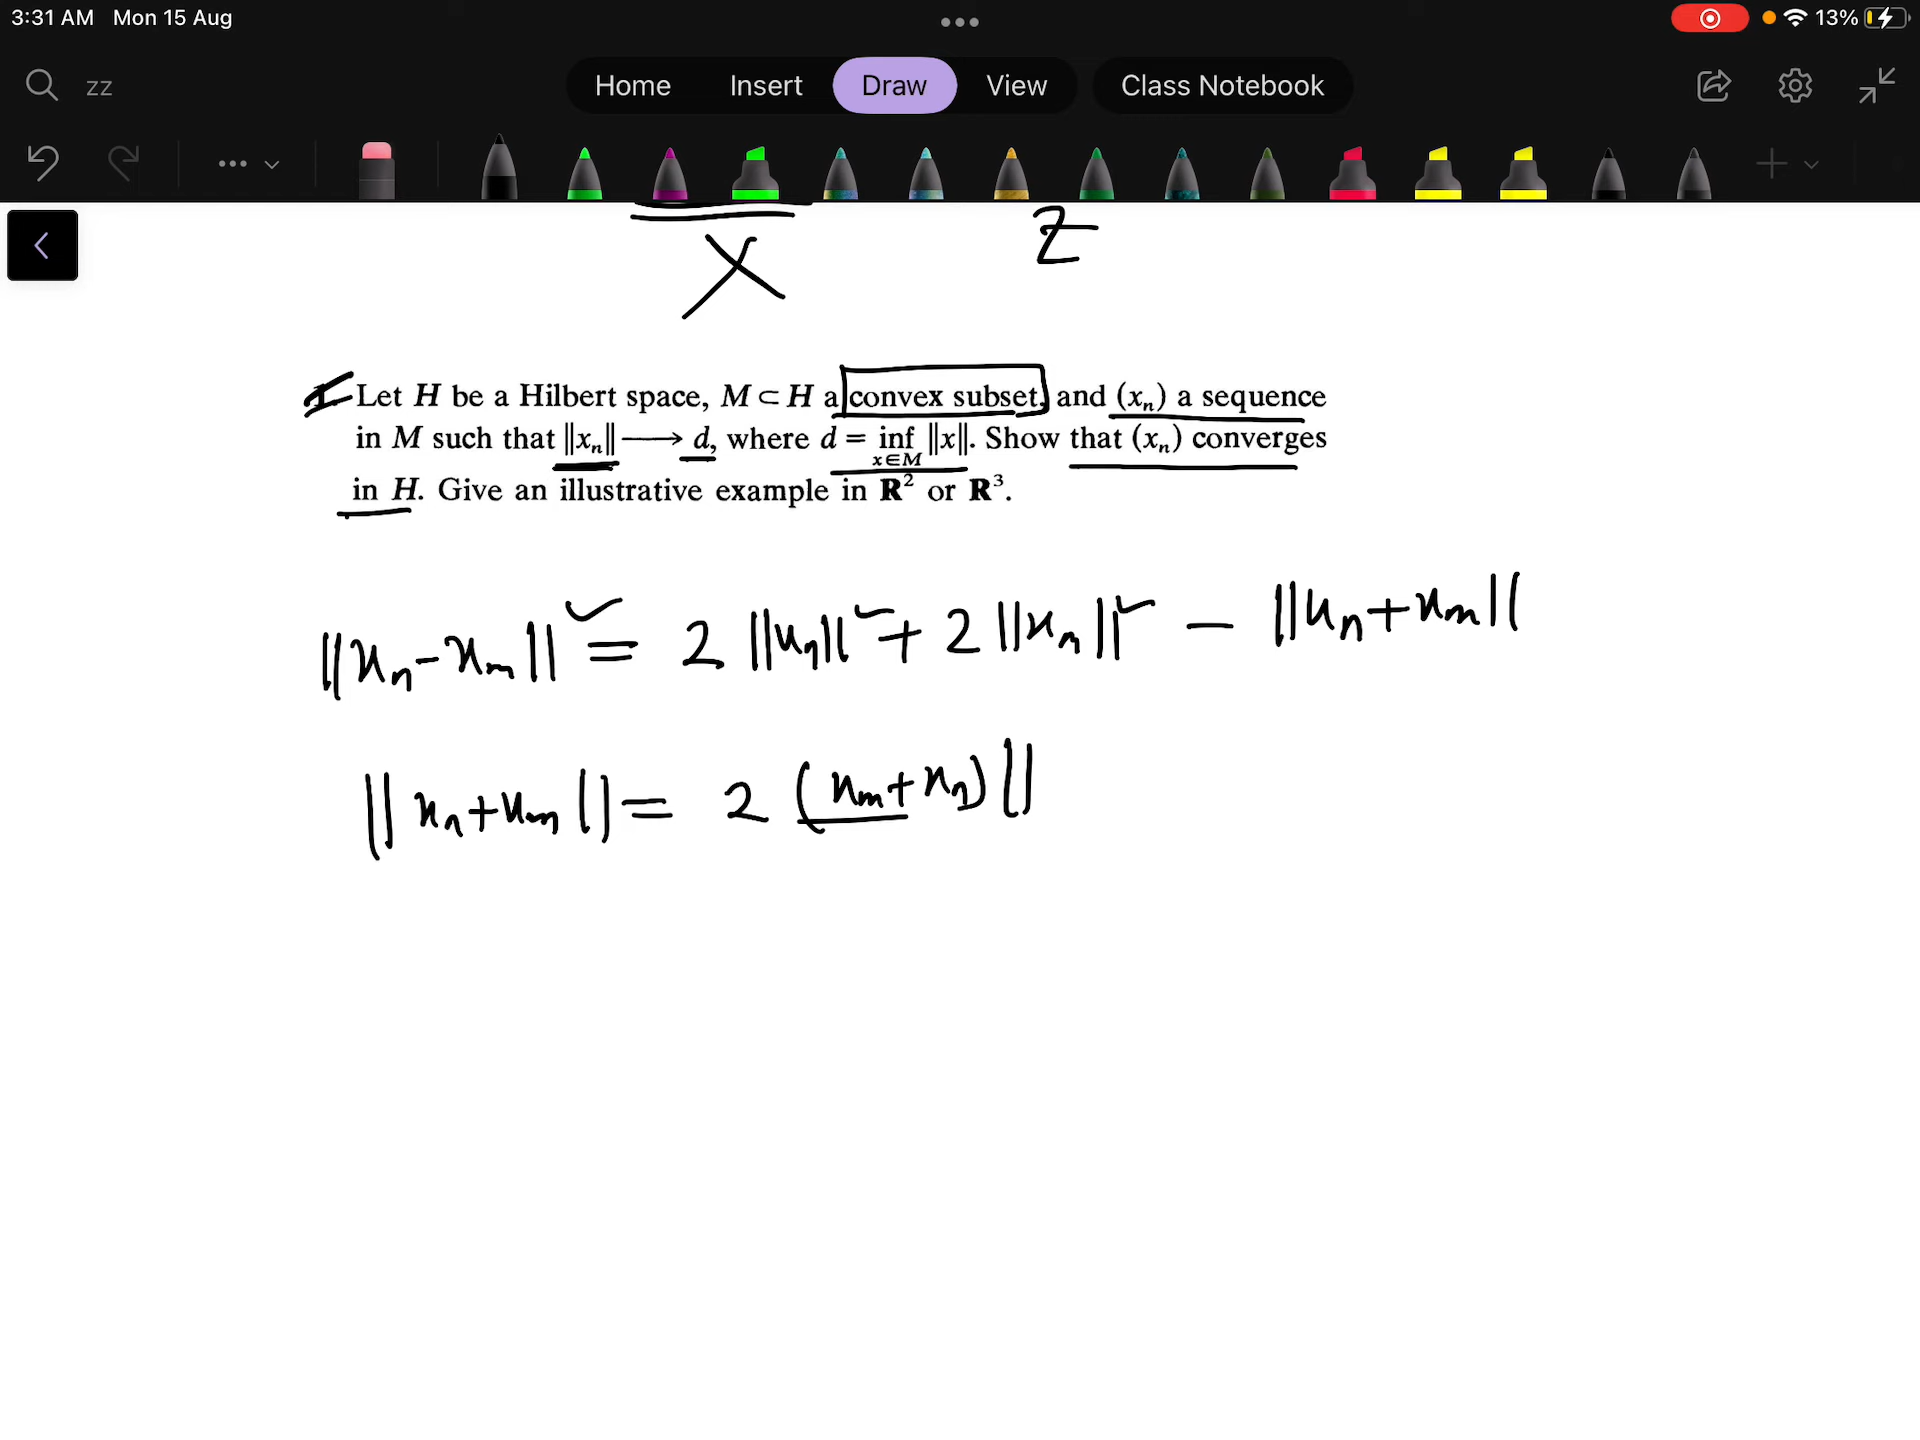 3:31 AM Mon 15 Aug
13%
zz
Home Insert Draw View Class Notebook
X Z
Let H be a Hilbert space, M ⊂ H a convex subset, and (xₙ) a sequence
in M such that ‖xₙ‖ ⟶ d, where d = inf ‖x‖. Show that (xₙ) converges
x∈M
in H. Give an illustrative example in R² or R³.
‖xₙ-xₘ‖² = 2‖xₙ‖² + 2‖xₘ‖² − ‖xₙ+xₘ‖
‖xₙ+xₘ‖ = 2 (xₘ+xₙ)‖